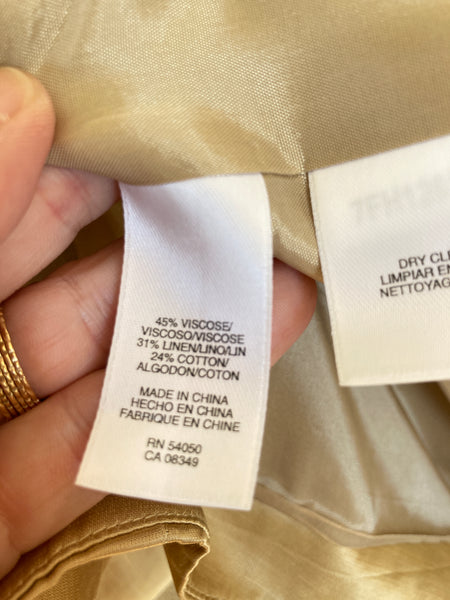 45% VISCOSE/
VISCOSO/VISCOSE
31% LINEN/LINO/LIN
24% COTTON/
ALGODON/COTON
MADE IN CHINA
HECHO EN CHINA
FABRIQUE EN CHINE
RN 54050
CA 08349
DRY CLE
LIMPIAR EN
NETTOYAG